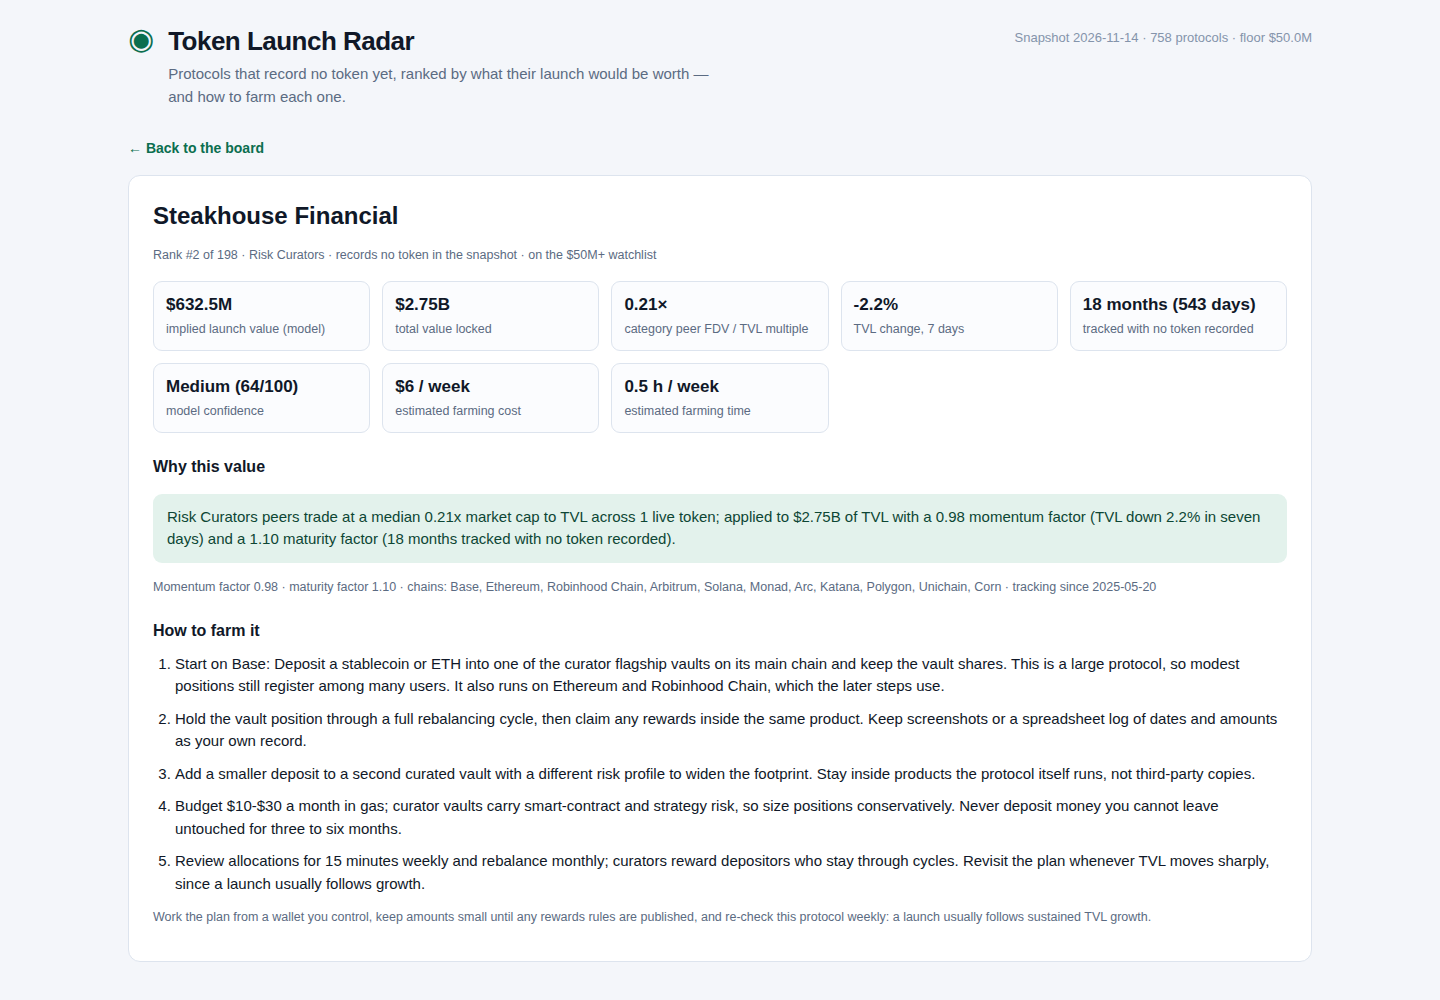 ◉ Token Launch Radar
Snapshot 2026-11-14 · 758 protocols · floor $50.0M
Protocols that record no token yet, ranked by what their launch would be worth —
and how to farm each one.
← Back to the board
Steakhouse Financial
Rank #2 of 198 · Risk Curators · records no token in the snapshot · on the $50M+ watchlist
$632.5M
implied launch value (model)
$2.75B
total value locked
0.21×
category peer FDV / TVL multiple
-2.2%
TVL change, 7 days
18 months (543 days)
tracked with no token recorded
Medium (64/100)
model confidence
$6 / week
estimated farming cost
0.5 h / week
estimated farming time
Why this value
Risk Curators peers trade at a median 0.21x market cap to TVL across 1 live token; applied to $2.75B of TVL with a 0.98 momentum factor (TVL down 2.2% in seven
days) and a 1.10 maturity factor (18 months tracked with no token recorded).
Momentum factor 0.98 · maturity factor 1.10 · chains: Base, Ethereum, Robinhood Chain, Arbitrum, Solana, Monad, Arc, Katana, Polygon, Unichain, Corn · tracking since 2025-05-20
How to farm it
1. Start on Base: Deposit a stablecoin or ETH into one of the curator flagship vaults on its main chain and keep the vault shares. This is a large protocol, so modest
positions still register among many users. It also runs on Ethereum and Robinhood Chain, which the later steps use.
2. Hold the vault position through a full rebalancing cycle, then claim any rewards inside the same product. Keep screenshots or a spreadsheet log of dates and amounts
as your own record.
3. Add a smaller deposit to a second curated vault with a different risk profile to widen the footprint. Stay inside products the protocol itself runs, not third-party copies.
4. Budget $10-$30 a month in gas; curator vaults carry smart-contract and strategy risk, so size positions conservatively. Never deposit money you cannot leave
untouched for three to six months.
5. Review allocations for 15 minutes weekly and rebalance monthly; curators reward depositors who stay through cycles. Revisit the plan whenever TVL moves sharply,
since a launch usually follows growth.
Work the plan from a wallet you control, keep amounts small until any rewards rules are published, and re-check this protocol weekly: a launch usually follows sustained TVL growth.